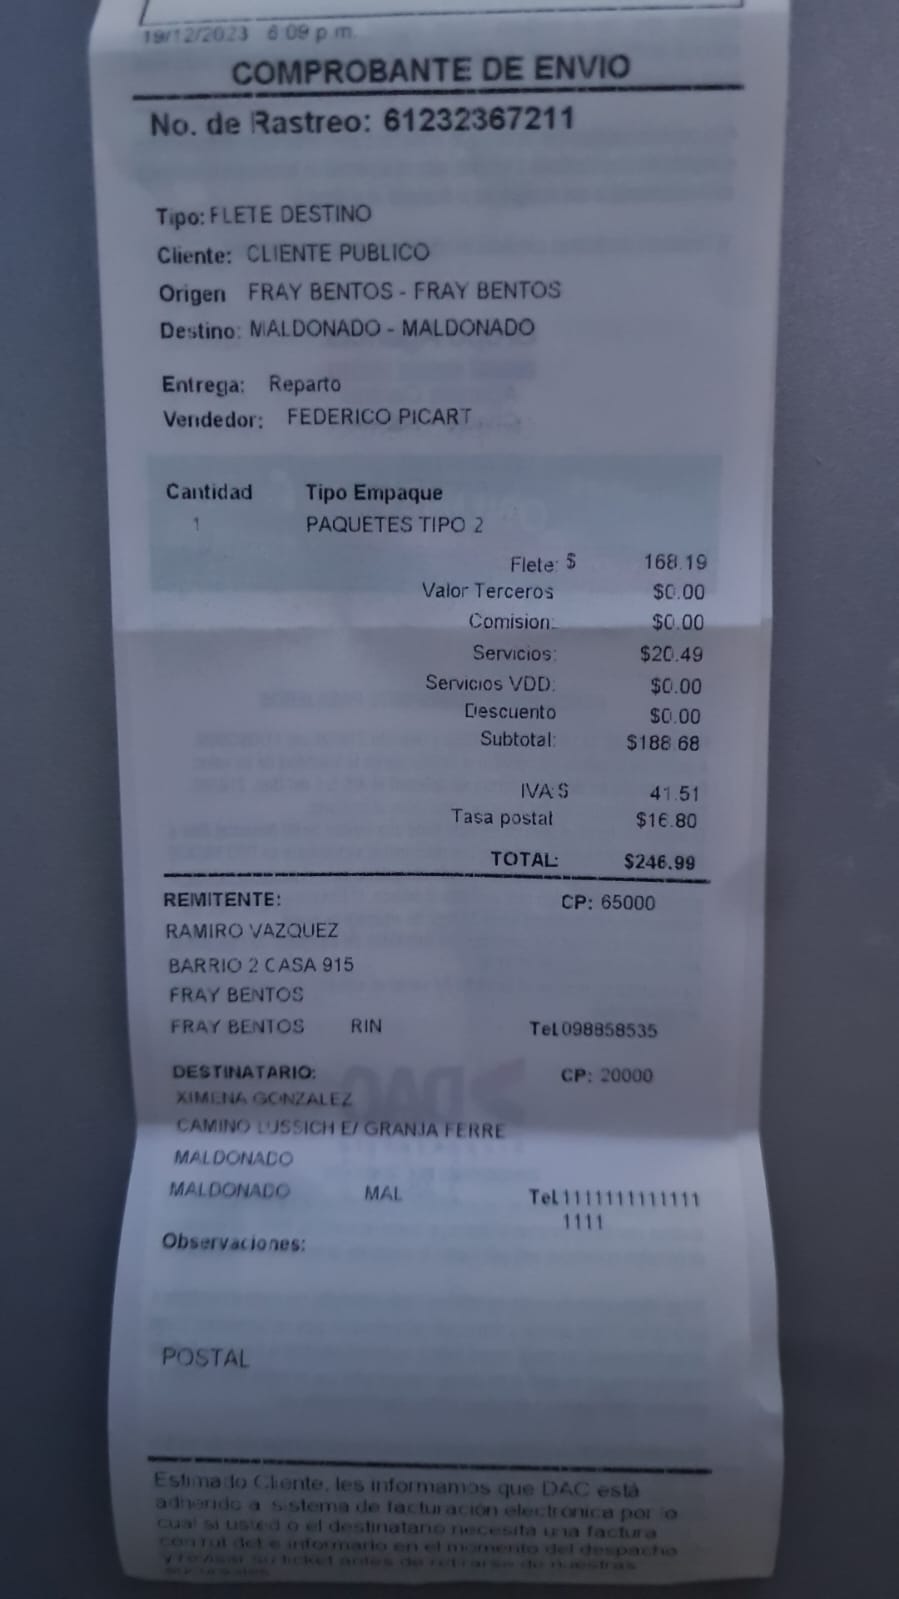 19/12/2023 6:09 p.m.
COMPROBANTE DE ENVIO
No. de Rastreo: 61232367211
Tipo: FLETE DESTINO
Cliente: CLIENTE PUBLICO
Origen FRAY BENTOS - FRAY BENTOS
Destino: MALDONADO - MALDONADO
Entrega: Reparto
Vendedor: FEDERICO PICART
Cantidad Tipo Empaque
1 PAQUETES TIPO 2
Flete: $ 168.19
Valor Terceros $0.00
Comision: $0.00
Servicios: $20.49
Servicios VDD: $0.00
Descuento $0.00
Subtotal: $188.68
IVA:$ 41.51
Tasa postal $16.80
TOTAL: $246.99
REMITENTE: CP: 65000
RAMIRO VAZQUEZ
BARRIO 2 CASA 915
FRAY BENTOS
FRAY BENTOS RIN Tel.098858535
DESTINATARIO: CP: 20000
XIMENA GONZALEZ
CAMINO LUSSICH E/ GRANJA FERRE
MALDONADO
MALDONADO MAL Tel.1111111111111
1111
Observaciones:
POSTAL
Estimado Cliente, les informamos que DAC está
adherido a sistema de facturación electrónica por lo
cual si usted o el destinatario necesita una factura
con rut debe informarlo en el momento del despacho
y revisar su ticket antes de retirarse de nuestras